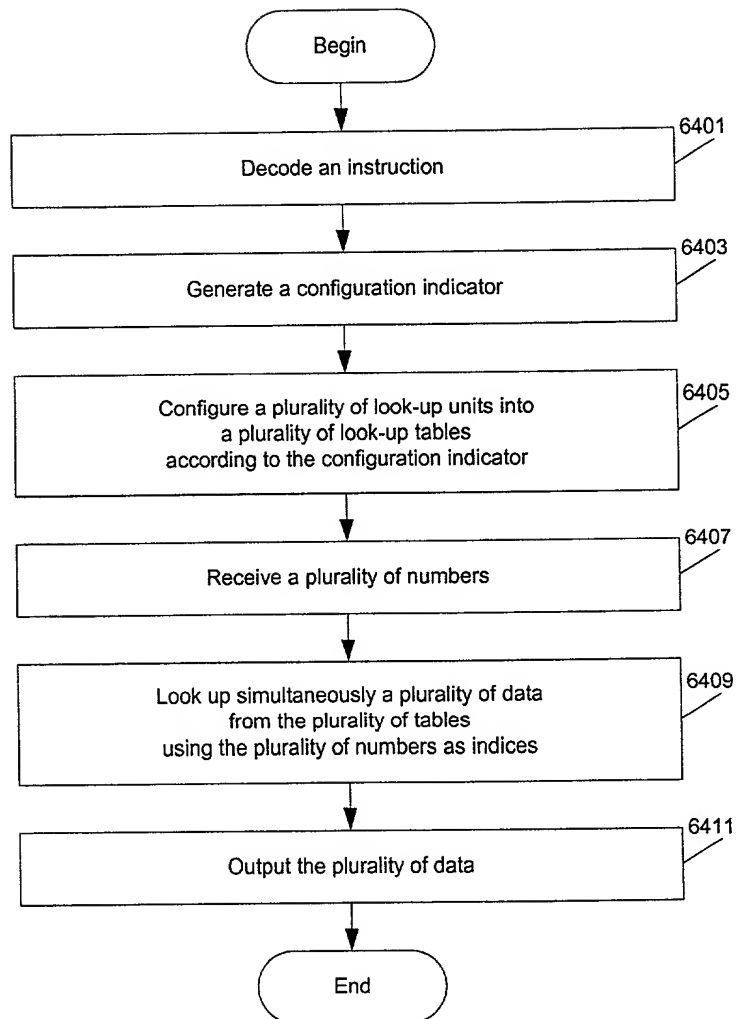 Begin
6401
Decode an instruction
6403
Generate a configuration indicator
6405
Configure a plurality of look-up units into
a plurality of look-up tables
according to the configuration indicator
6407
Receive a plurality of numbers
6409
Look up simultaneously a plurality of data
from the plurality of tables
using the plurality of numbers as indices
6411
Output the plurality of data
End